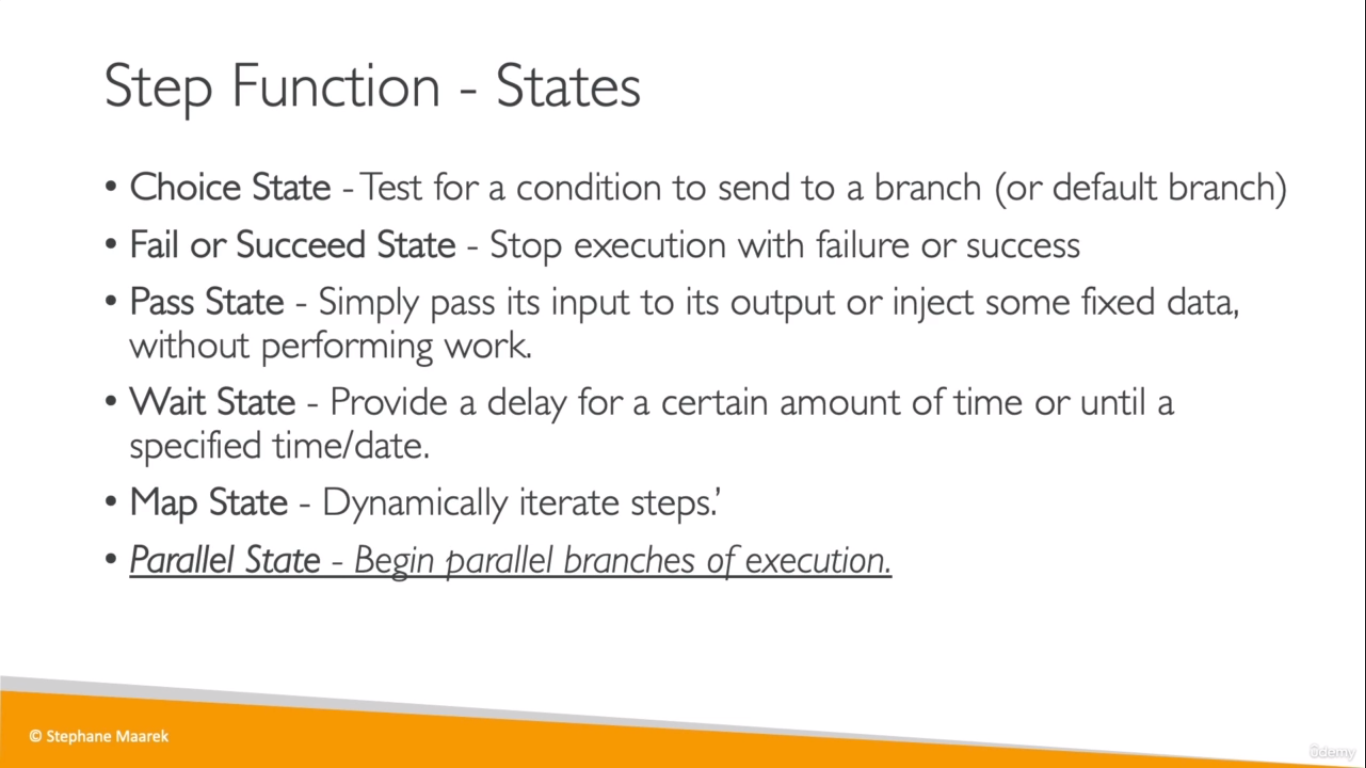 Step Function - States
• Choice State - Test for a condition to send to a branch (or default branch)
• Fail or Succeed State - Stop execution with failure or success
• Pass State - Simply pass its input to its output or inject some fixed data,
without performing work.
• Wait State - Provide a delay for a certain amount of time or until a
specified time/date.
• Map State - Dynamically iterate steps.’
• Parallel State - Begin parallel branches of execution.
© Stephane Maarek
ûdemy